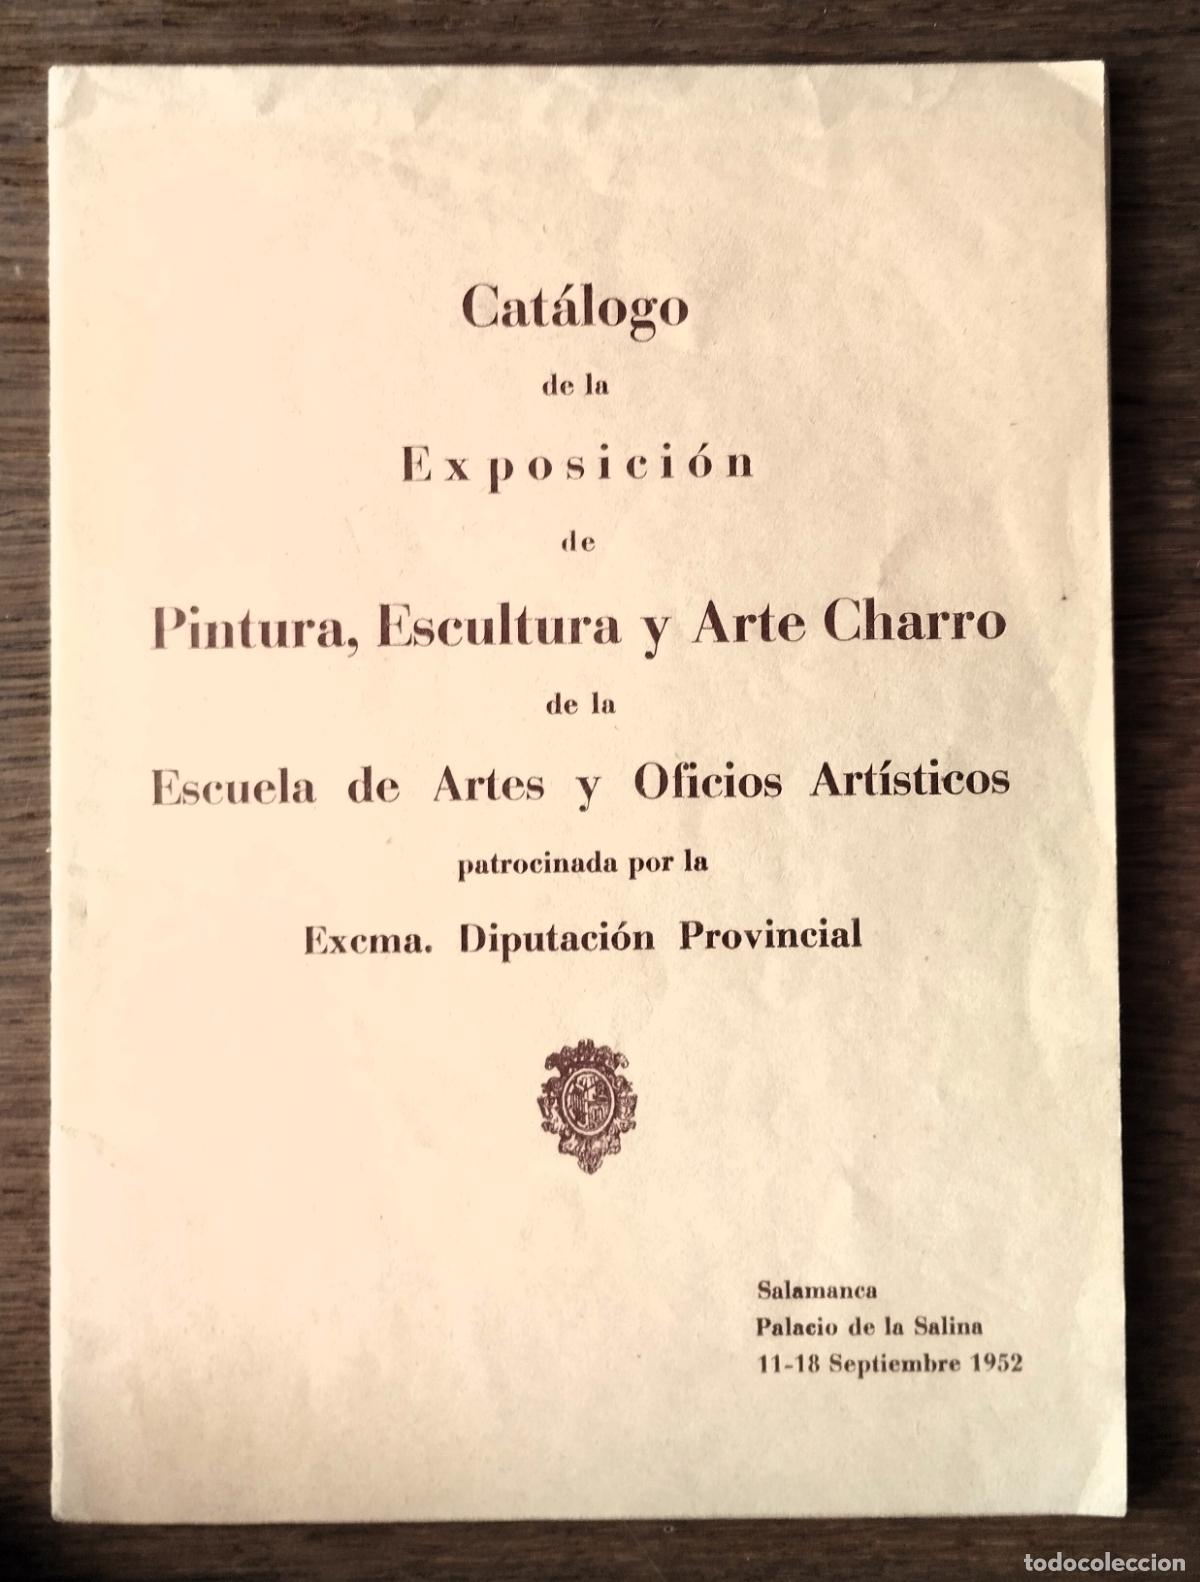 Catálogo
de la
Exposición
de
Pintura, Escultura y Arte Charro
de la
Escuela de Artes y Oficios Artísticos
patrocinada por la
Excma. Diputación Provincial
Salamanca
Palacio de la Salina
11-18 Septiembre 1952
todocoleccion